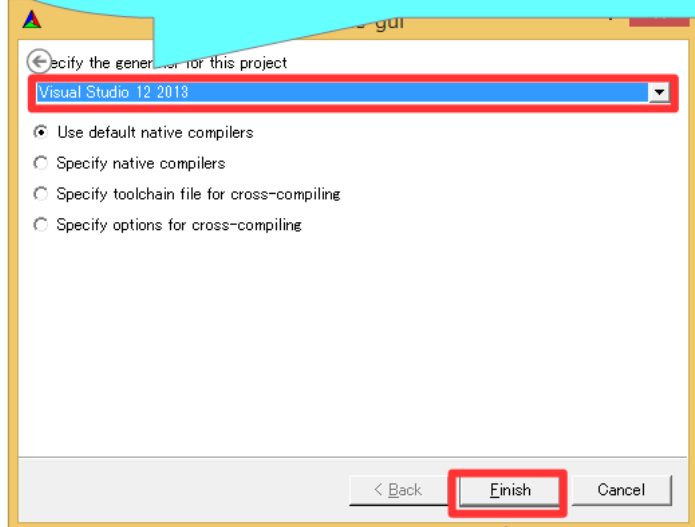 gui
ecify the gene for this project
Visual Studio 12 2013
Use default native compilers
Specify native compilers
Specify toolchain file for cross-compiling
Specify options for cross-compiling
< Back
Finish
Cancel